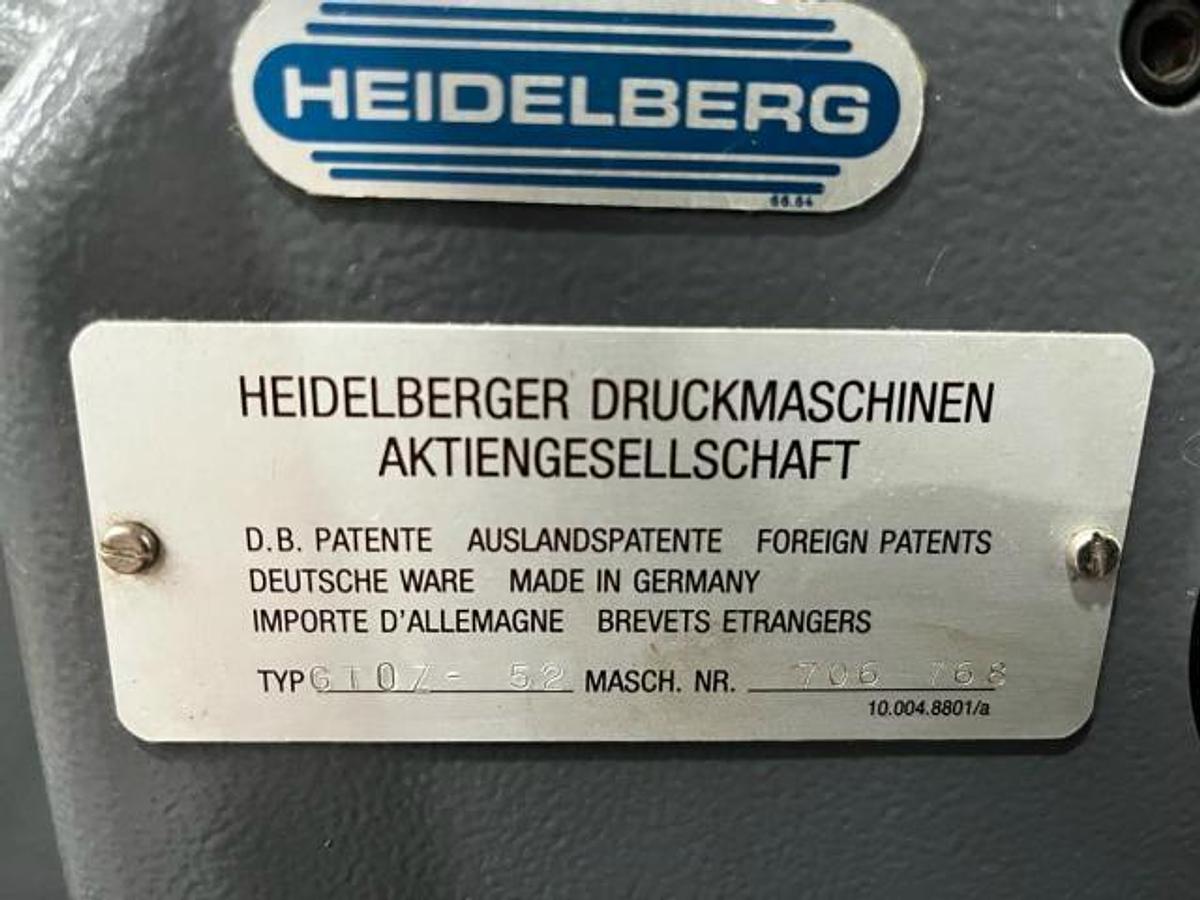 HEIDELBERG
66.64
HEIDELBERGER DRUCKMASCHINEN
AKTIENGESELLSCHAFT
D.B. PATENTE AUSLANDSPATENTE FOREIGN PATENTS
DEUTSCHE WARE MADE IN GERMANY
IMPORTE D'ALLEMAGNE BREVETS ETRANGERS
TYP GTOZ- 52 MASCH. NR. 706 768
10.004.8801/a